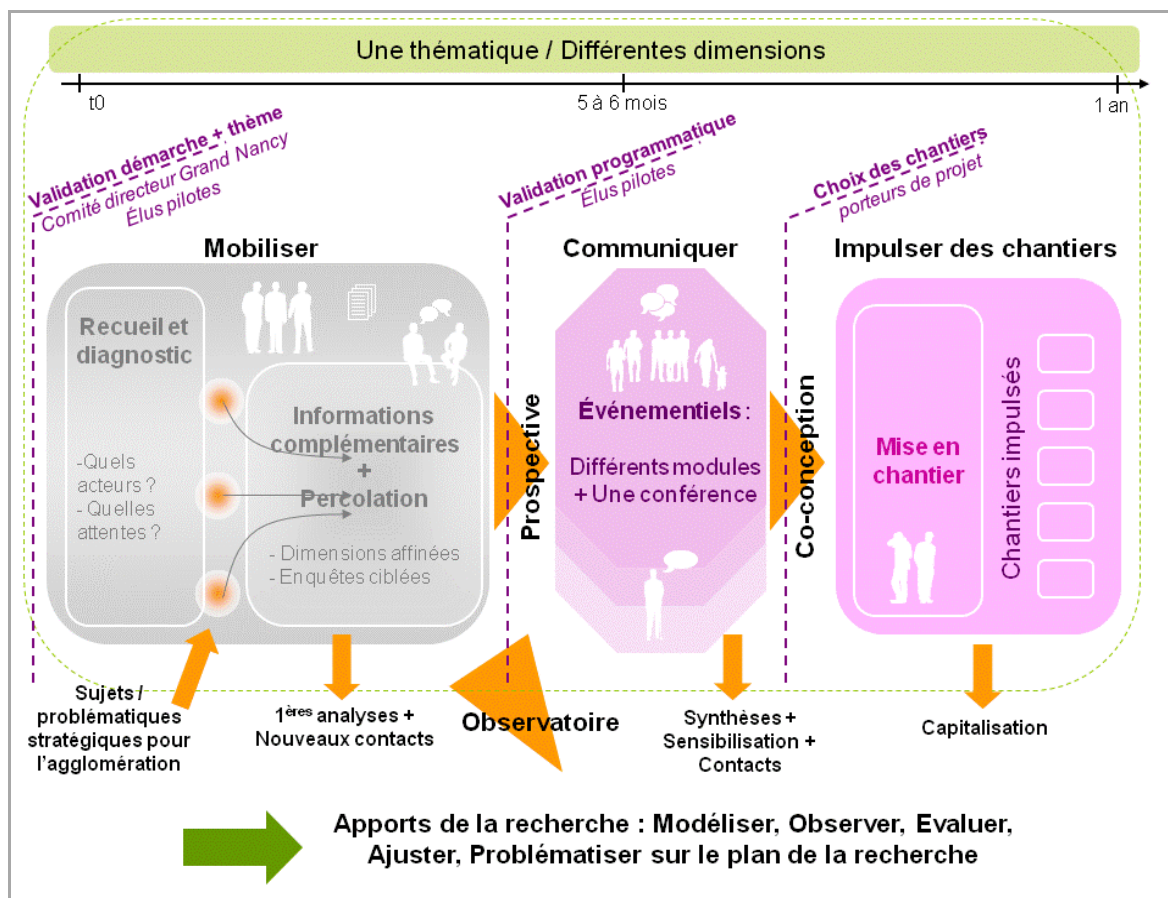 Une thématique / Différentes dimensions
t0
5 à 6 mois
1 an
Validation démarche + thème
Comité directeur Grand Nancy
Élus pilotes
Validation programmatique
Élus pilotes
Choix des chantiers
porteurs de projet
Mobiliser
Communiquer
Impulser des chantiers
Recueil et
diagnostic
-Quels
acteurs ?
- Quelles
attentes ?
Informations
complémentaires
+
Percolation
- Dimensions affinées
- Enquêtes ciblées
Prospective
Événementiels :
Différents modules
+ Une conférence
Co-conception
Mise en
chantier
Chantiers impulsés
Sujets /
problématiques
stratégiques pour
l'agglomération
1ères analyses +
Nouveaux contacts
Observatoire
Synthèses +
Sensibilisation +
Contacts
Capitalisation
Apports de la recherche : Modéliser, Observer, Evaluer,
Ajuster, Problématiser sur le plan de la recherche